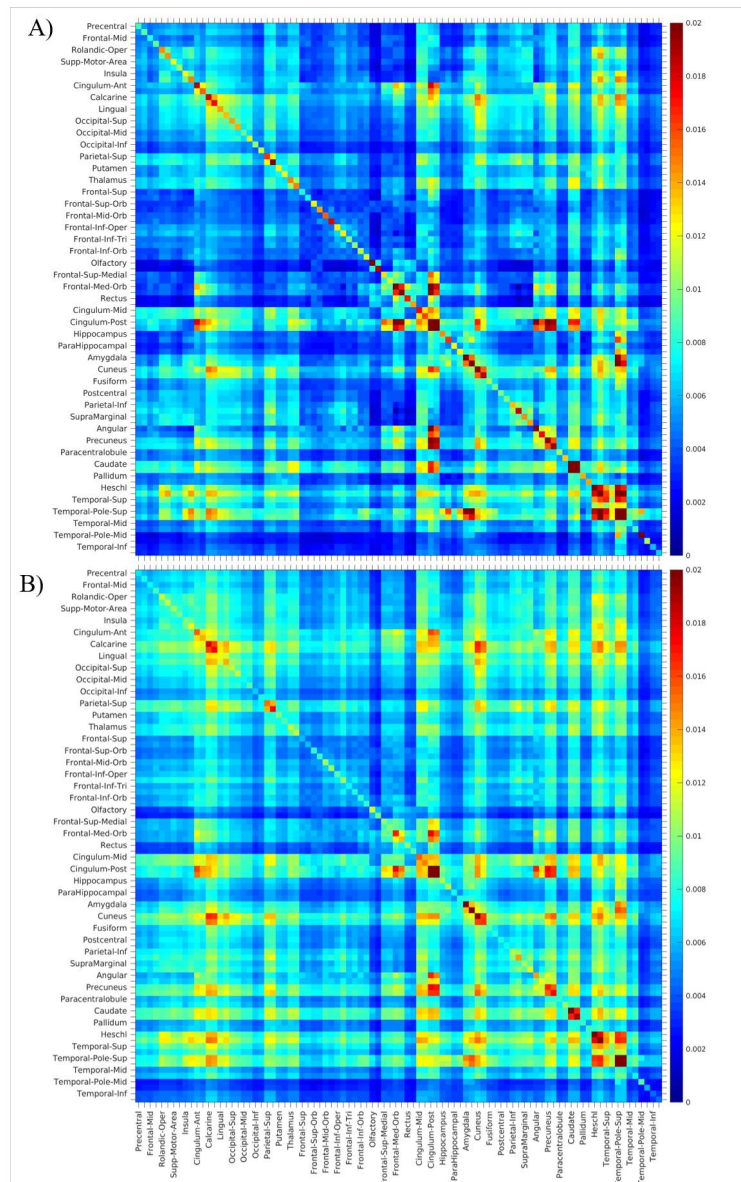 A)
Precentral
Frontal-Mid
Rolandic-Oper
Supp-Motor-Area
Insula
Cingulum-Ant
Calcarine
Lingual
Occipital-Sup
Occipital-Mid
Occipital-Inf
Parietal-Sup
Putamen
Thalamus
Frontal-Sup
Frontal-Sup-Orb
Frontal-Mid-Orb
Frontal-Inf-Oper
Frontal-Inf-Tri
Frontal-Inf-Orb
Olfactory
Frontal-Sup-Medial
Frontal-Med-Orb
Rectus
Cingulum-Mid
Cingulum-Post
Hippocampus
ParaHippocampal
Amygdala
Cuneus
Fusiform
Postcentral
Parietal-Inf
SupraMarginal
Angular
Precuneus
Paracentralobule
Caudate
Pallidum
Heschl
Temporal-Sup
Temporal-Pole-Sup
Temporal-Mid
Temporal-Pole-Mid
Temporal-Inf
0.02
0.018
0.016
0.014
0.012
0.01
0.008
0.006
0.004
0.002
0
B)
Precentral
Frontal-Mid
Rolandic-Oper
Supp-Motor-Area
Insula
Cingulum-Ant
Calcarine
Lingual
Occipital-Sup
Occipital-Mid
Occipital-Inf
Parietal-Sup
Putamen
Thalamus
Frontal-Sup
Frontal-Sup-Orb
Frontal-Mid-Orb
Frontal-Inf-Oper
Frontal-Inf-Tri
Frontal-Inf-Orb
Olfactory
Frontal-Sup-Medial
Frontal-Med-Orb
Rectus
Cingulum-Mid
Cingulum-Post
Hippocampus
ParaHippocampal
Amygdala
Cuneus
Fusiform
Postcentral
Parietal-Inf
SupraMarginal
Angular
Precuneus
Paracentralobule
Caudate
Pallidum
Heschl
Temporal-Sup
Temporal-Pole-Sup
Temporal-Mid
Temporal-Pole-Mid
Temporal-Inf
0.02
0.018
0.016
0.014
0.012
0.01
0.008
0.006
0.004
0.002
0
Precentral
Frontal-Mid
Rolandic-Oper
Supp-Motor-Area
Insula
Cingulum-Ant
Calcarine
Lingual
Occipital-Sup
Occipital-Mid
Occipital-Inf
Parietal-Sup
Putamen
Thalamus
Frontal-Sup
Frontal-Sup-Orb
Frontal-Mid-Orb
Frontal-Inf-Oper
Frontal-Inf-Tri
Frontal-Inf-Orb
Olfactory
Frontal-Sup-Medial
Frontal-Med-Orb
Rectus
Cingulum-Mid
Cingulum-Post
Hippocampus
ParaHippocampal
Amygdala
Cuneus
Fusiform
Postcentral
Parietal-Inf
SupraMarginal
Angular
Precuneus
Paracentralobule
Caudate
Pallidum
Heschl
Temporal-Sup
Temporal-Pole-Sup
Temporal-Mid
Temporal-Pole-Mid
Temporal-Inf